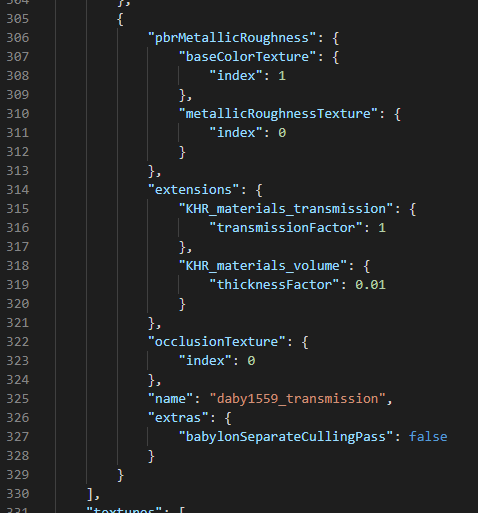 304 },
305 {
306 "pbrMetallicRoughness": {
307 "baseColorTexture": {
308 "index": 1
309 },
310 "metallicRoughnessTexture": {
311 "index": 0
312 }
313 },
314 "extensions": {
315 "KHR_materials_transmission": {
316 "transmissionFactor": 1
317 },
318 "KHR_materials_volume": {
319 "thicknessFactor": 0.01
320 }
321 },
322 "occlusionTexture": {
323 "index": 0
324 },
325 "name": "daby1559_transmission",
326 "extras": {
327 "babylonSeparateCullingPass": false
328 }
329 }
330 ],
331 "textures": [